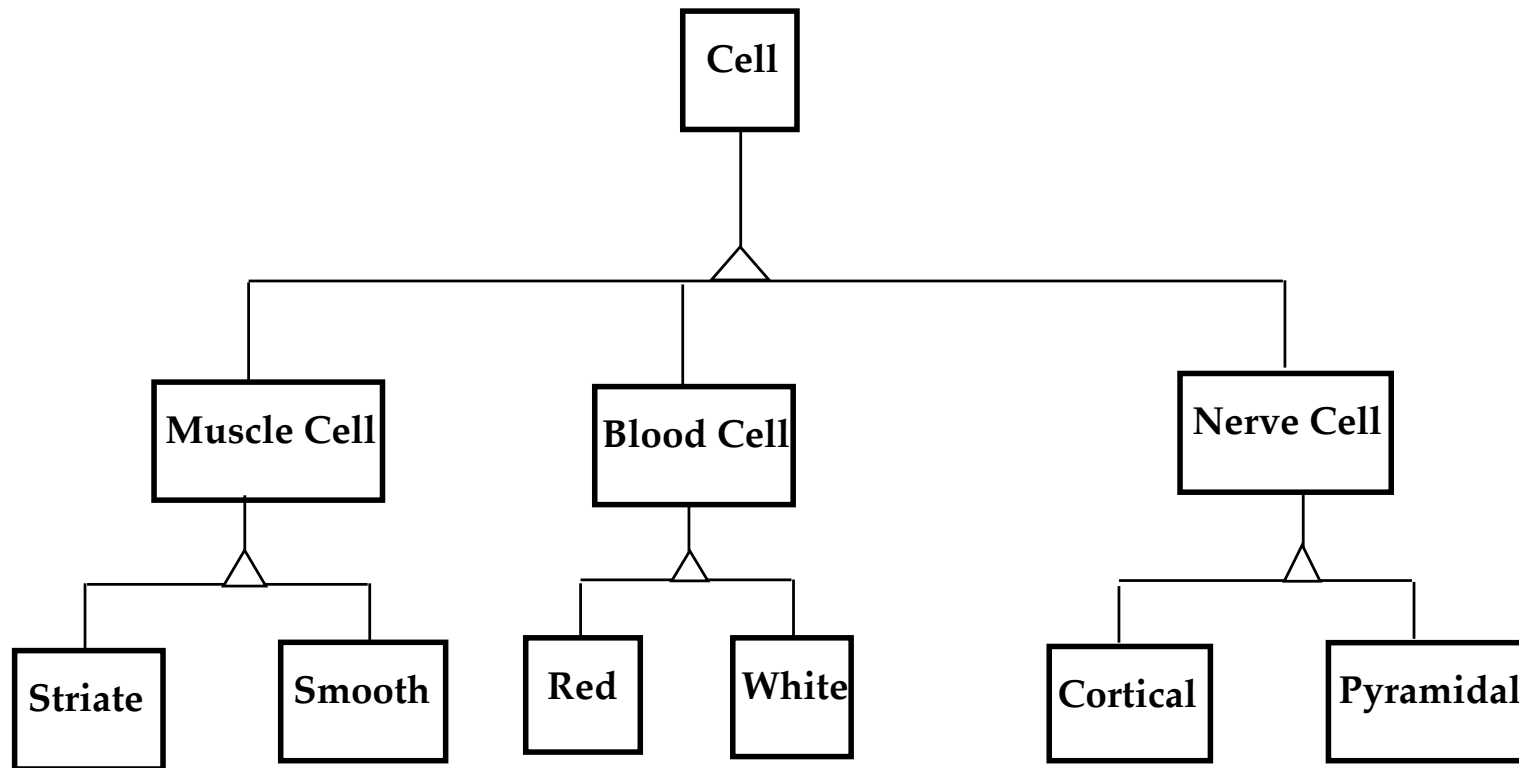 Cell
Muscle Cell
Blood Cell
Nerve Cell
Striate
Smooth
Red
White
Cortical
Pyramidal